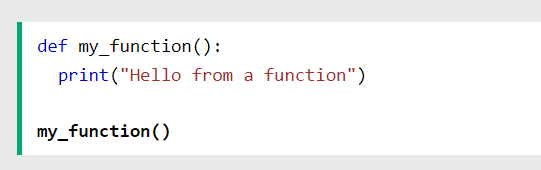 def my_function():
  print("Hello from a function")

my_function()